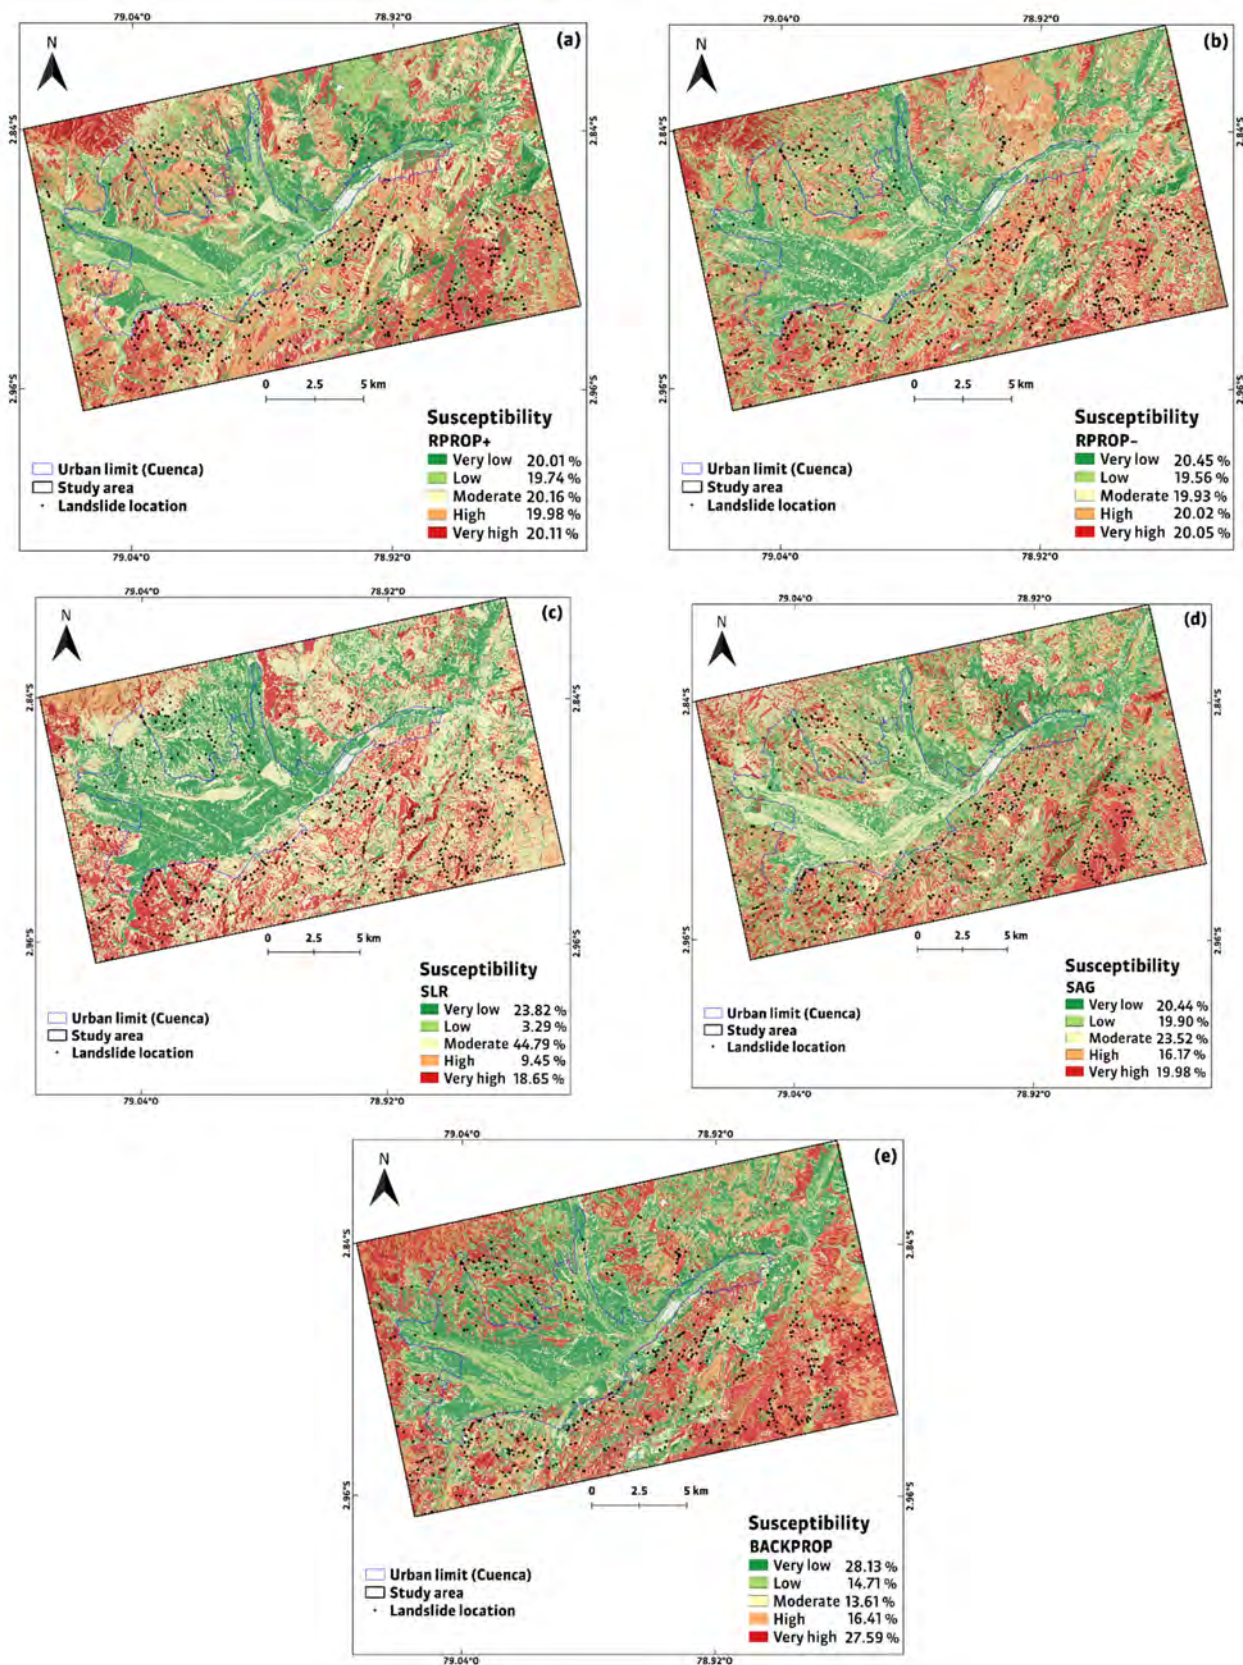 79.04°O 78.92°O
(a)
N
2.84°S 2.84°S
2.96°S 2.96°S
0 2.5 5 km
Susceptibility
RPROP+
Very low 20.01 %
Low 19.74 %
Moderate 20.16 %
High 19.98 %
Very high 20.11 %
Urban limit (Cuenca)
Study area
Landslide location
79.04°O 78.92°O
79.04°O 78.92°O
(b)
N
2.84°S 2.84°S
2.96°S 2.96°S
0 2.5 5 km
Susceptibility
RPROP−
Very low 20.45 %
Low 19.56 %
Moderate 19.93 %
High 20.02 %
Very high 20.05 %
Urban limit (Cuenca)
Study area
Landslide location
79.04°O 78.92°O
79.04°O 78.92°O
(c)
N
2.84°S 2.84°S
2.96°S 2.96°S
0 2.5 5 km
Susceptibility
SLR
Very low 23.82 %
Low 3.29 %
Moderate 44.79 %
High 9.45 %
Very high 18.65 %
Urban limit (Cuenca)
Study area
Landslide location
79.04°O 78.92°O
79.04°O 78.92°O
(d)
N
2.84°S 2.84°S
2.96°S 2.96°S
0 2.5 5 km
Susceptibility
SAG
Very low 20.44 %
Low 19.90 %
Moderate 23.52 %
High 16.17 %
Very high 19.98 %
Urban limit (Cuenca)
Study area
Landslide location
79.04°O 78.92°O
79.04°O 78.92°O
(e)
N
2.84°S 2.84°S
2.96°S 2.96°S
0 2.5 5 km
Susceptibility
BACKPROP
Very low 28.13 %
Low 14.71 %
Moderate 13.61 %
High 16.41 %
Very high 27.59 %
Urban limit (Cuenca)
Study area
Landslide location
79.04°O 78.92°O